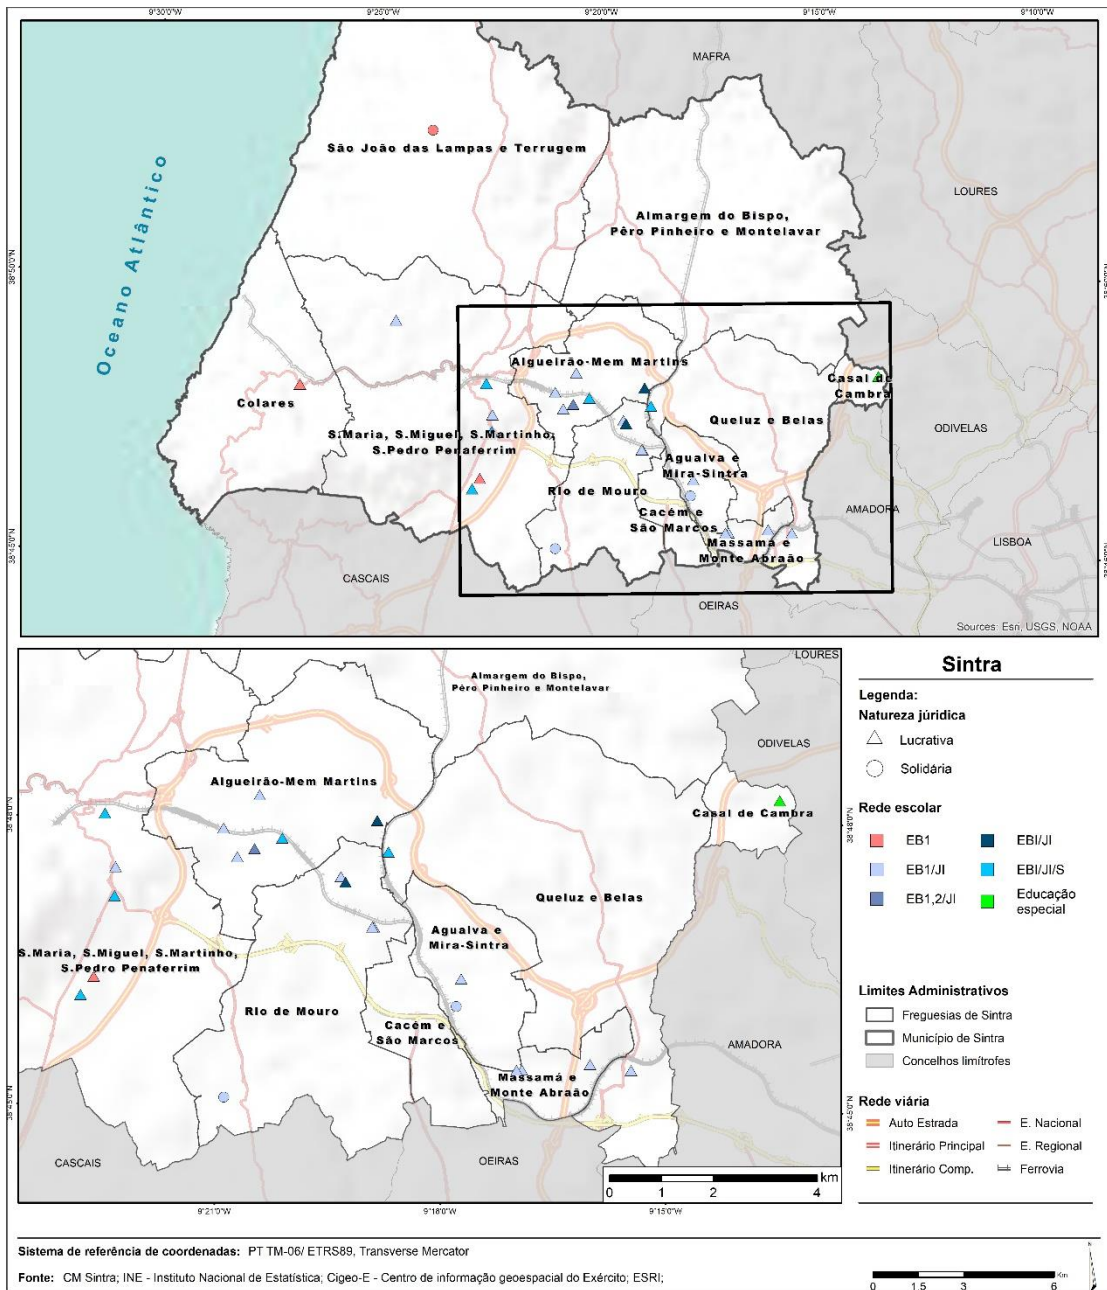 9°30'0"W
9°25'0"W
9°20'0"W
9°15'0"W
9°10'0"W
MAFRA
São João das Lampas e Terrugem
LOURES
Almargem do Bispo,
Pêro Pinheiro e Montelavar
Oceano Atlântico
38°50'0"N
Algueirão-Mem Martins
Casal de
Cambra
Colares
Queluz e Belas
ODIVELAS
S.Maria, S.Miguel, S.Martinho,
S.Pedro Penaferrim
Agualva e
Mira-Sintra
Rio de Mouro
Cacém e
São Marcos
AMADORA
Massamá e
Monte Abraão
LISBOA
38°45'0"N
CASCAIS
OEIRAS
Sources: Esri, USGS, NOAA
LOURES
Almargem do Bispo,
Pêro Pinheiro e Montelavar
ODIVELAS
Algueirão-Mem Martins
Casal de Cambra
38°48'0"N
38°48'0"N
Queluz e Belas
Agualva e
Mira-Sintra
S.Maria, S.Miguel, S.Martinho,
S.Pedro Penaferrim
Rio de Mouro
Cacém e
São Marcos
AMADORA
Massamá e
Monte Abraão
38°45'0"N
38°45'0"N
CASCAIS
OEIRAS
km
0 1 2 4
9°21'0"W
9°18'0"W
9°15'0"W
Sintra
Legenda:
Natureza júridica
Lucrativa
Solidária
Rede escolar
EB1
EBI/JI
EB1/JI
EBI/JI/S
EB1,2/JI
Educação
especial
Limites Administrativos
Freguesias de Sintra
Município de Sintra
Concelhos limítrofes
Rede viária
Auto Estrada
E. Nacional
Itinerário Principal
E. Regional
Itinerário Comp.
Ferrovia
Sistema de referência de coordenadas: PT TM-06/ ETRS89, Transverse Mercator
Fonte: CM Sintra; INE - Instituto Nacional de Estatística; Cigeo-E - Centro de informação geoespacial do Exército; ESRI;
Km
0 1.5 3 6